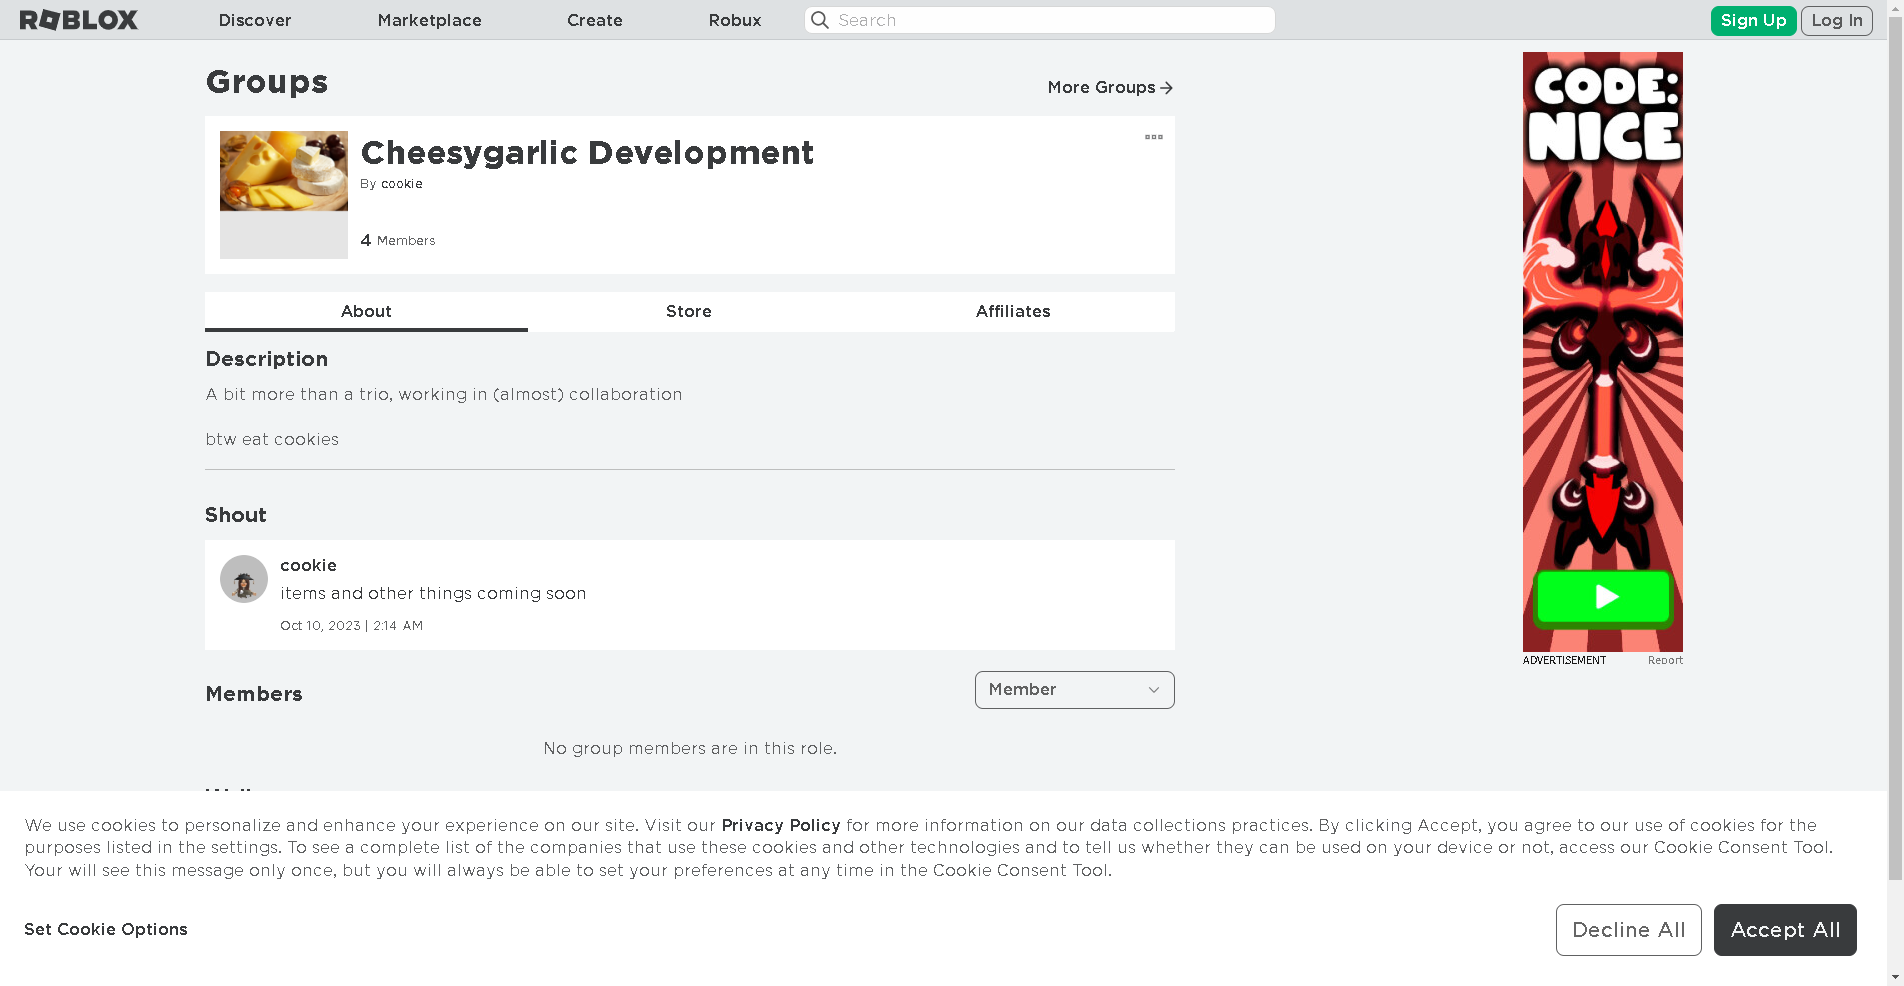 ROBLOX Discover Marketplace Create Robux Search Sign Up Log In
Groups
More Groups
Cheesygarlic Development
By cookie
4 Members
About Store Affiliates
Description
A bit more than a trio, working in (almost) collaboration
btw eat cookies
Shout
cookie
items and other things coming soon
Oct 10, 2023 | 2:14 AM
Members
Member
No group members are in this role.
CODE:
NICE
ADVERTISEMENT Report
We use cookies to personalize and enhance your experience on our site. Visit our Privacy Policy for more information on our data collections practices. By clicking Accept, you agree to our use of cookies for the
purposes listed in the settings. To see a complete list of the companies that use these cookies and other technologies and to tell us whether they can be used on your device or not, access our Cookie Consent Tool.
Your will see this message only once, but you will always be able to set your preferences at any time in the Cookie Consent Tool.
Set Cookie Options
Decline All Accept All